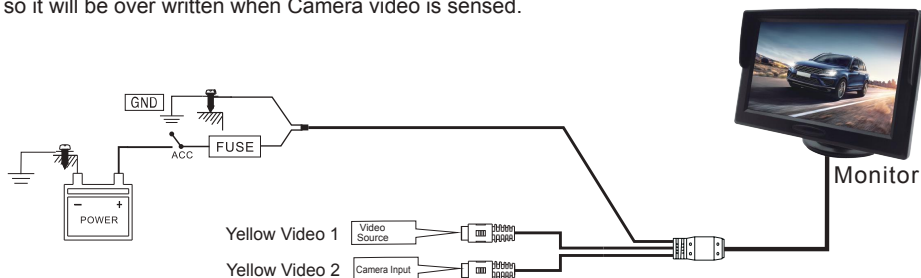 so it will be over written when Camera video is sensed.
GND
ACC
FUSE
- +
POWER
Monitor
Yellow Video 1
Video
Source
Yellow Video 2
Camera Input